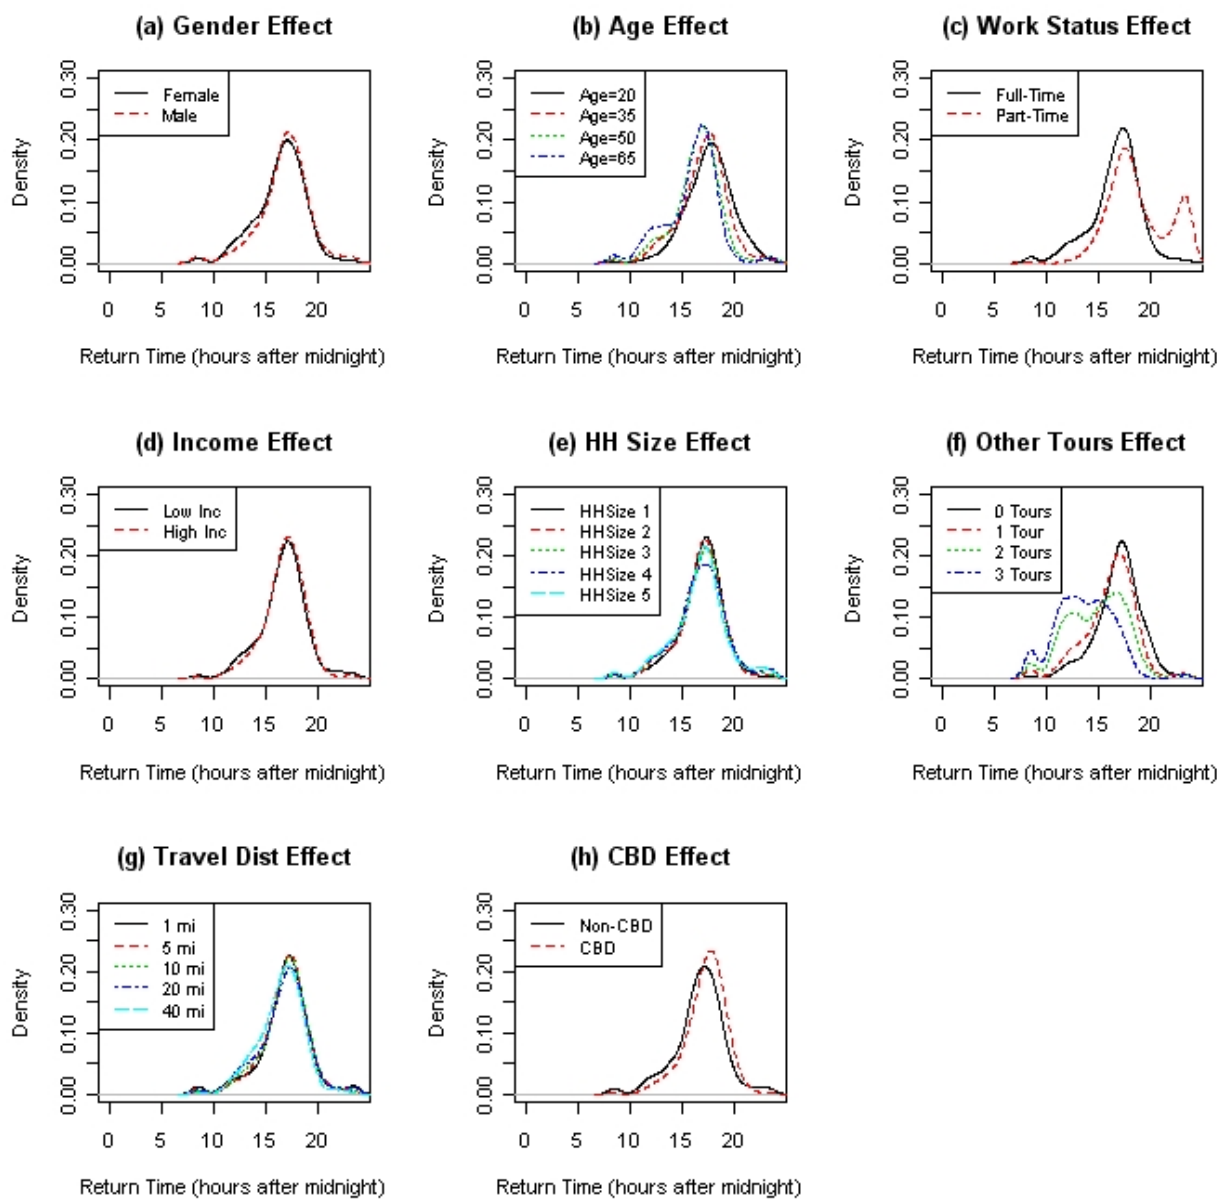 (a) Gender Effect
Density
0.00 0.10 0.20 0.30
Female
Male
0 5 10 15 20
Return Time (hours after midnight)
(b) Age Effect
Density
0.00 0.10 0.20 0.30
Age=20
Age=35
Age=50
Age=65
0 5 10 15 20
Return Time (hours after midnight)
(c) Work Status Effect
Density
0.00 0.10 0.20 0.30
Full-Time
Part-Time
0 5 10 15 20
Return Time (hours after midnight)
(d) Income Effect
Density
0.00 0.10 0.20 0.30
Low Inc
High Inc
0 5 10 15 20
Return Time (hours after midnight)
(e) HH Size Effect
Density
0.00 0.10 0.20 0.30
HHSize 1
HHSize 2
HHSize 3
HHSize 4
HHSize 5
0 5 10 15 20
Return Time (hours after midnight)
(f) Other Tours Effect
Density
0.00 0.10 0.20 0.30
0 Tours
1 Tour
2 Tours
3 Tours
0 5 10 15 20
Return Time (hours after midnight)
(g) Travel Dist Effect
Density
0.00 0.10 0.20 0.30
1 mi
5 mi
10 mi
20 mi
40 mi
0 5 10 15 20
Return Time (hours after midnight)
(h) CBD Effect
Density
0.00 0.10 0.20 0.30
Non-CBD
CBD
0 5 10 15 20
Return Time (hours after midnight)